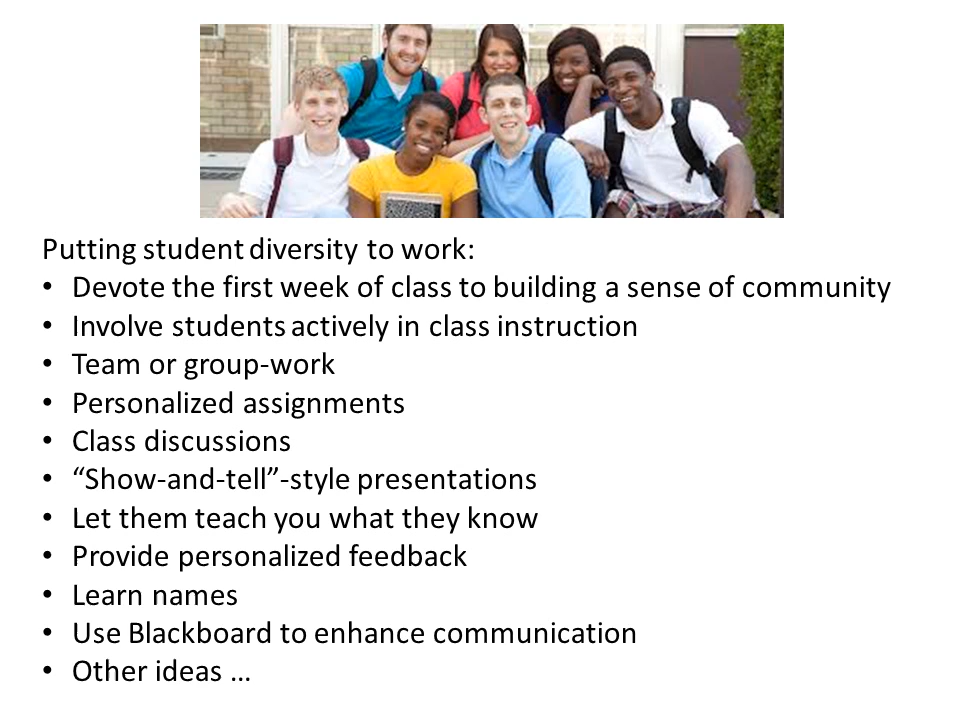 Putting student diversity to work:
• Devote the first week of class to building a sense of community
• Involve students actively in class instruction
• Team or group-work
• Personalized assignments
• Class discussions
• “Show-and-tell”-style presentations
• Let them teach you what they know
• Provide personalized feedback
• Learn names
• Use Blackboard to enhance communication
• Other ideas …